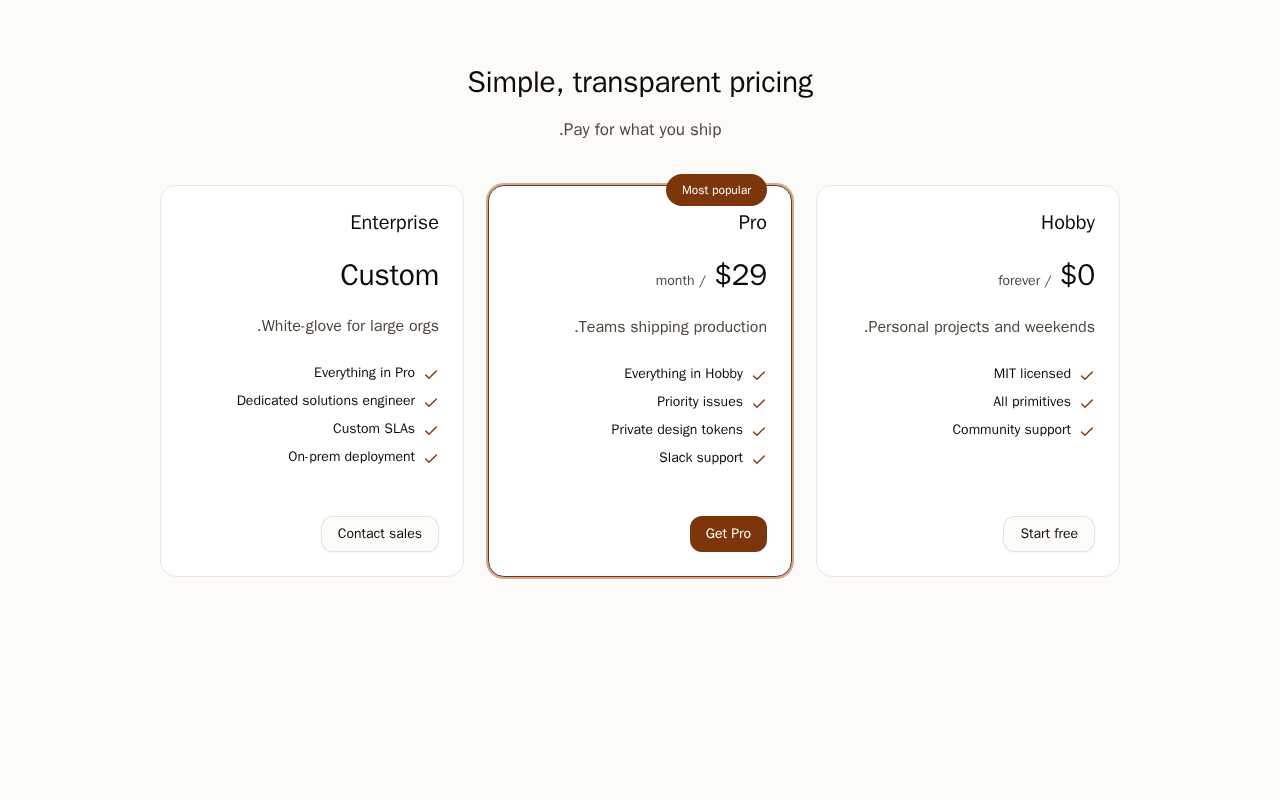 Simple, transparent pricing
.Pay for what you ship
Hobby
forever / $0
.Personal projects and weekends
MIT licensed
All primitives
Community support
Start free
Most popular
Pro
month / $29
.Teams shipping production
Everything in Hobby
Priority issues
Private design tokens
Slack support
Get Pro
Enterprise
Custom
.White-glove for large orgs
Everything in Pro
Dedicated solutions engineer
Custom SLAs
On-prem deployment
Contact sales